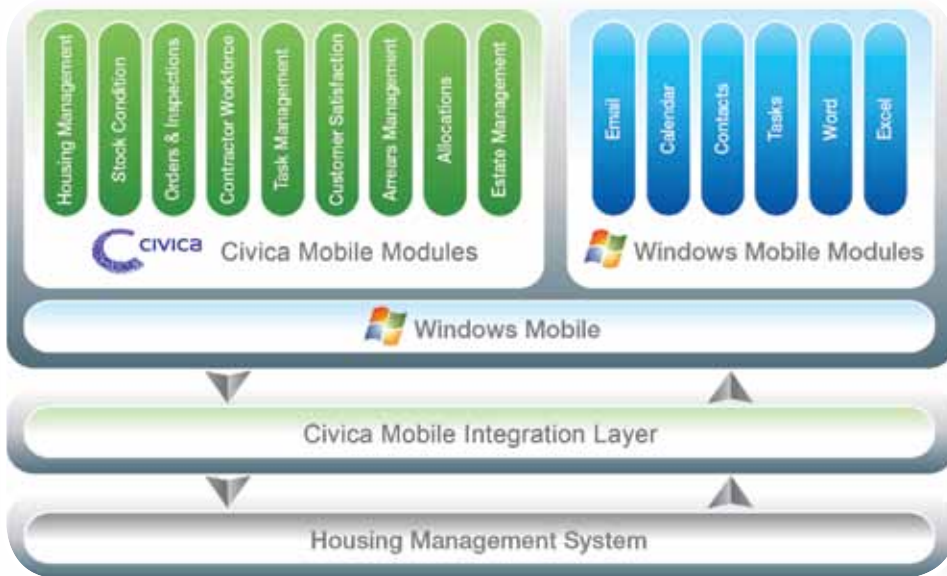 Housing Management
Stock Condition
Orders & Inspections
Contractor Workforce
Task Management
Customer Satisfaction
Arrears Management
Allocations
Estate Management
Email
Calendar
Contacts
Tasks
Word
Excel
CIVICa Civica Mobile Modules
Windows Mobile Modules
Windows Mobile
Civica Mobile Integration Layer
Housing Management System